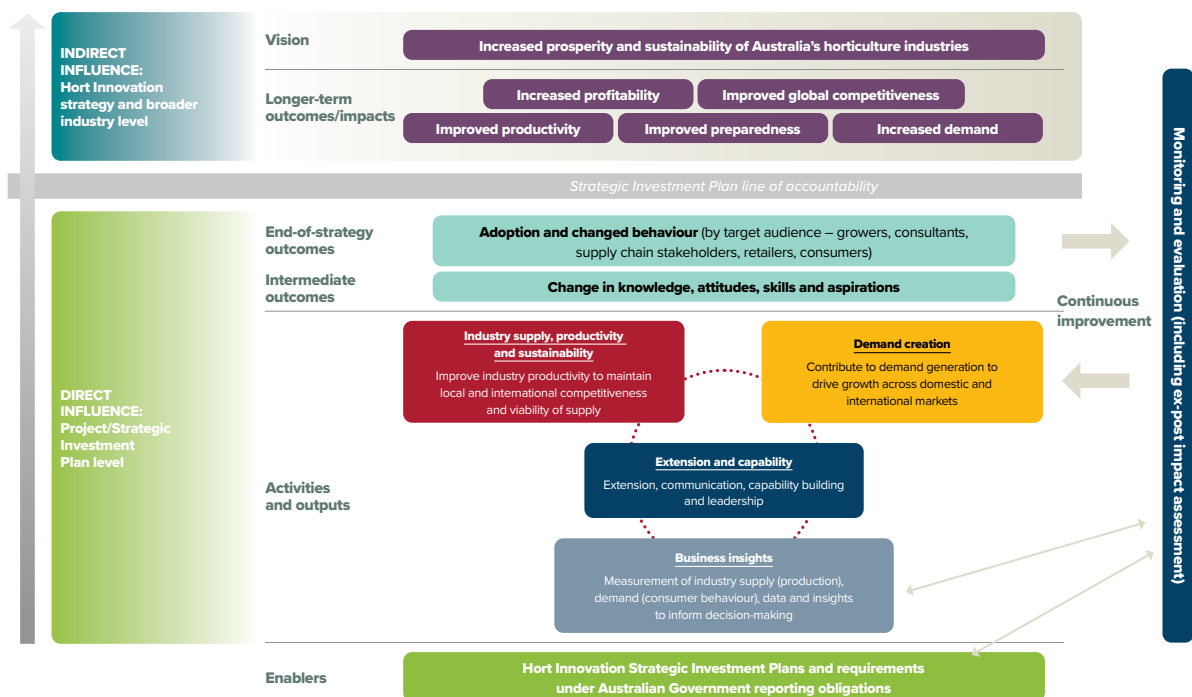 INDIRECT
INFLUENCE:
Hort Innovation
strategy and broader
industry level
Vision
Increased prosperity and sustainability of Australia's horticulture industries
Longer-term
outcomes/impacts
Increased profitability
Improved global competitiveness
Improved productivity
Improved preparedness
Increased demand
Strategic Investment Plan line of accountability
DIRECT
INFLUENCE:
Project/Strategic
Investment
Plan level
End-of-strategy
outcomes
Adoption and changed behaviour (by target audience – growers, consultants,
supply chain stakeholders, retailers, consumers)
Intermediate
outcomes
Change in knowledge, attitudes, skills and aspirations
Activities
and outputs
Industry supply, productivity
and sustainability
Improve industry productivity to maintain
local and international competitiveness
and viability of supply
Demand creation
Contribute to demand generation to
drive growth across domestic and
international markets
Extension and capability
Extension, communication, capability building
and leadership
Business insights
Measurement of industry supply (production),
demand (consumer behaviour), data and insights
to inform decision-making
Enablers
Hort Innovation Strategic Investment Plans and requirements
under Australian Government reporting obligations
Continuous
improvement
Monitoring and evaluation (including ex-post impact assessment)